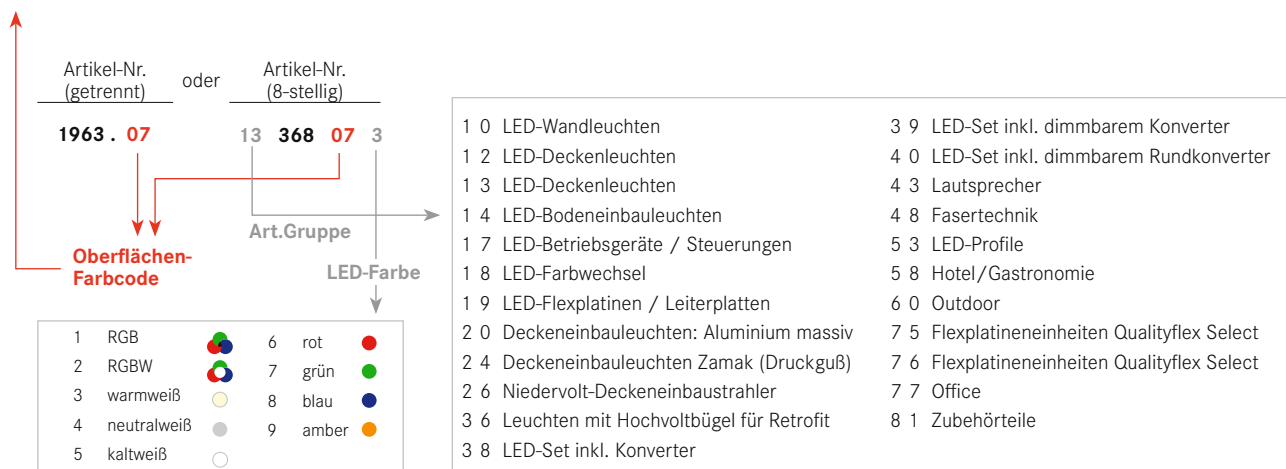 Artikel-Nr. (getrennt) oder Artikel-Nr. (8-stellig)
1963 . 07 13 368 07 3
Art.Gruppe
Oberflächen-
Farbcode
LED-Farbe
1 RGB
2 RGBW
3 warmweiß
4 neutralweiß
5 kaltweiß
6 rot
7 grün
8 blau
9 amber
1 0 LED-Wandleuchten
1 2 LED-Deckenleuchten
1 3 LED-Deckenleuchten
1 4 LED-Bodeneinbauleuchten
1 7 LED-Betriebsgeräte / Steuerungen
1 8 LED-Farbwechsel
1 9 LED-Flexplatinen / Leiterplatten
2 0 Deckeneinbauleuchten: Aluminium massiv
2 4 Deckeneinbauleuchten Zamak (Druckguß)
2 6 Niedervolt-Deckeneinbaustrahler
3 6 Leuchten mit Hochvoltbügel für Retrofit
3 8 LED-Set inkl. Konverter
3 9 LED-Set inkl. dimmbarem Konverter
4 0 LED-Set inkl. dimmbarem Rundkonverter
4 3 Lautsprecher
4 8 Fasertechnik
5 3 LED-Profile
5 8 Hotel/Gastronomie
6 0 Outdoor
7 5 Flexplatineneinheiten Qualityflex Select
7 6 Flexplatineneinheiten Qualityflex Select
7 7 Office
8 1 Zubehörteile